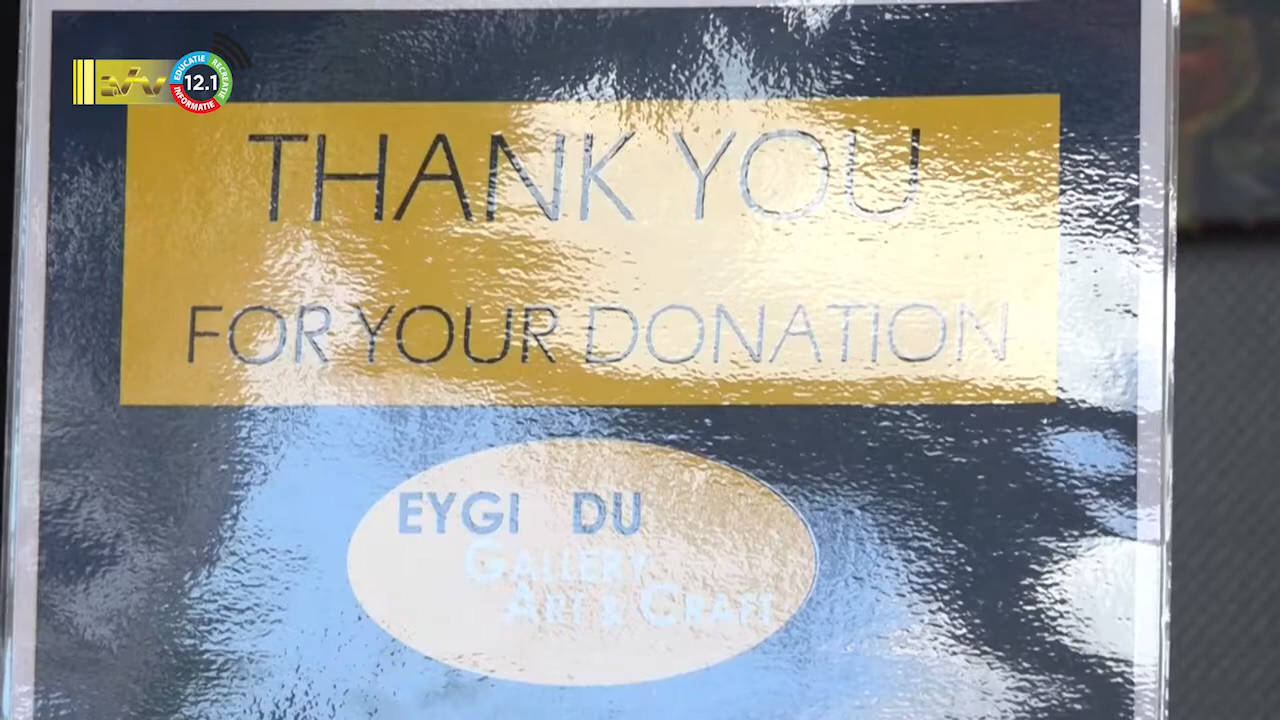 EDUCATIE
RECREATIE
INFORMATIE
12.1
THANK YOU
FOR YOUR DONATION
EYGI DU
GALLERY
ART & CRAFT